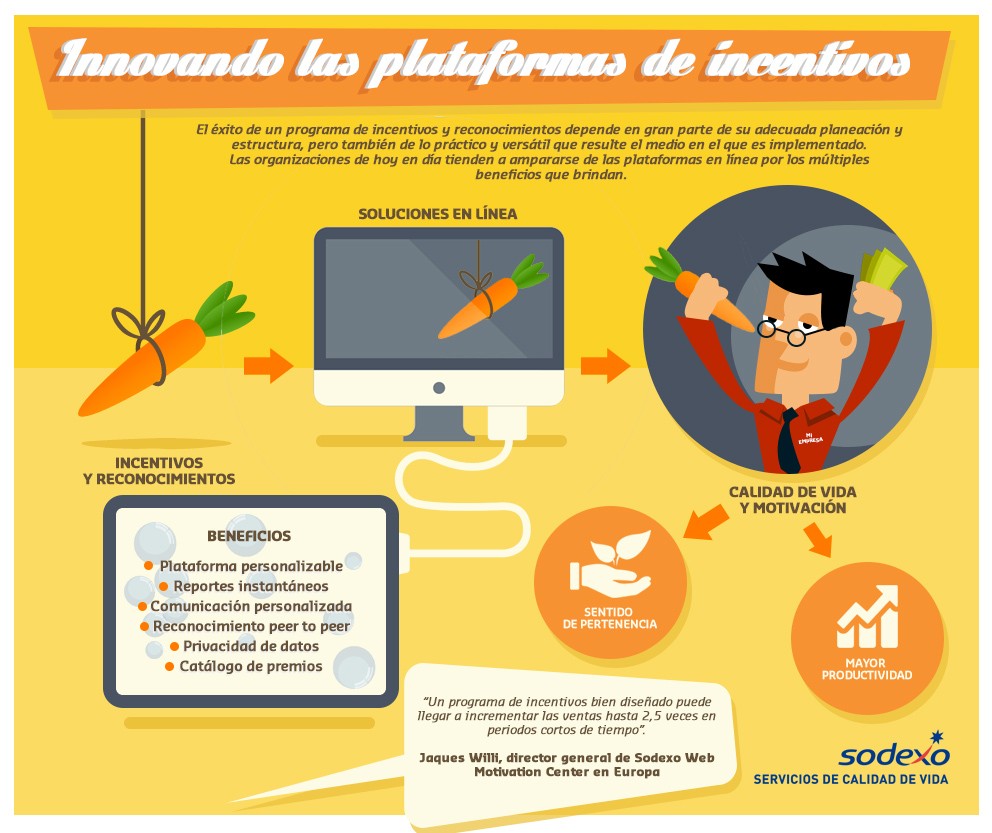 Innovando las plataformas de incentivos
El éxito de un programa de incentivos y reconocimientos depende en gran parte de su adecuada planeación y
estructura, pero también de lo práctico y versátil que resulte el medio en el que es implementado.
Las organizaciones de hoy en día tienden a ampararse de las plataformas en línea por los múltiples
beneficios que brindan.
SOLUCIONES EN LÍNEA
MI
EMPRESA
INCENTIVOS
Y RECONOCIMIENTOS
CALIDAD DE VIDA
Y MOTIVACIÓN
BENEFICIOS
Plataforma personalizable
Reportes instantáneos
Comunicación personalizada
Reconocimiento peer to peer
Privacidad de datos
Catálogo de premios
SENTIDO
DE PERTENENCIA
MAYOR
PRODUCTIVIDAD
“Un programa de incentivos bien diseñado puede
llegar a incrementar las ventas hasta 2,5 veces en
periodos cortos de tiempo”.
Jaques Willi, director general de Sodexo Web
Motivation Center en Europa
sodexo
SERVICIOS DE CALIDAD DE VIDA